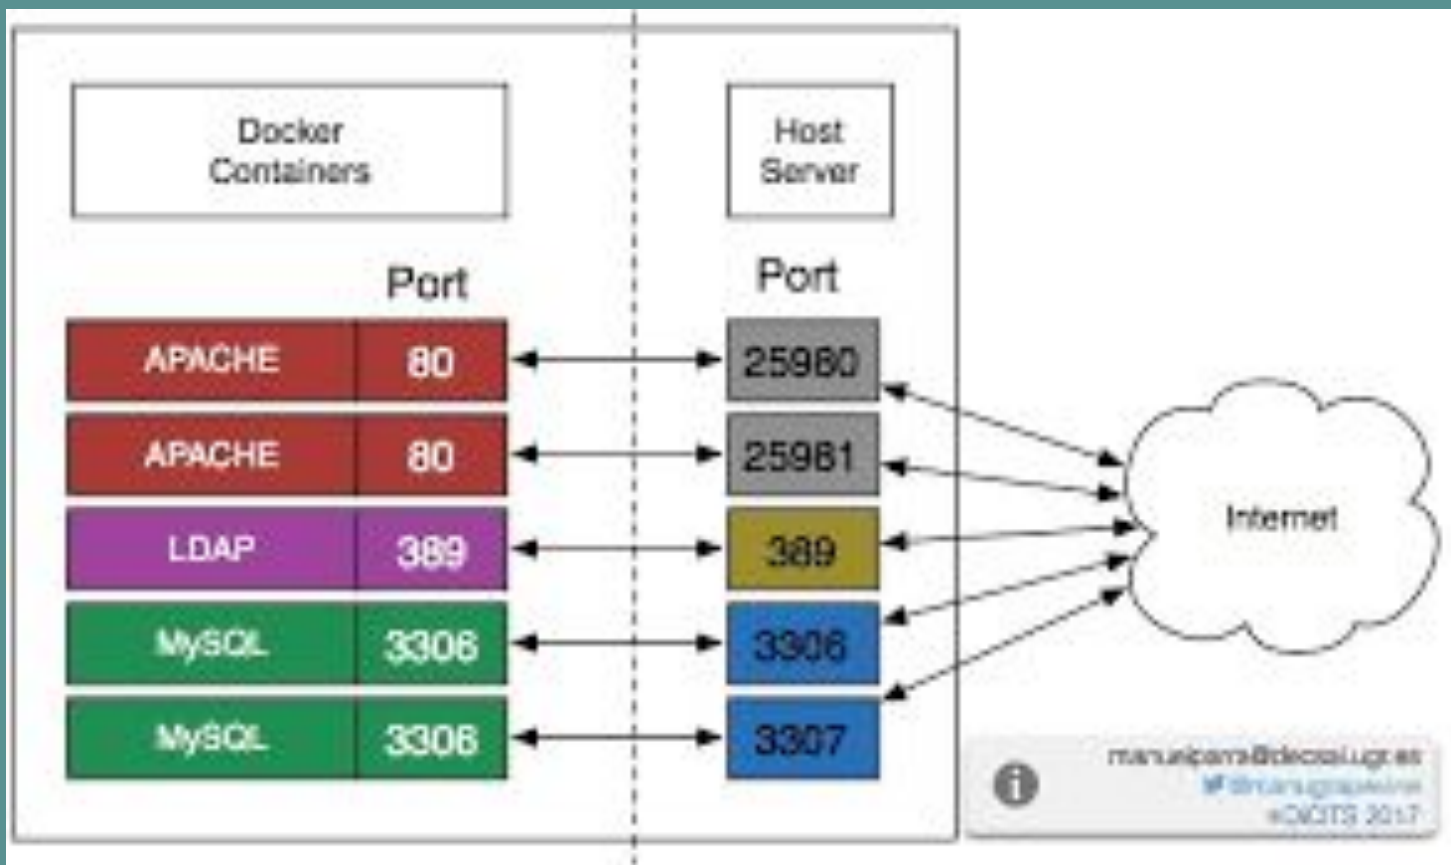 Docker
Containers
Host
Server
Port
Port
APACHE 80 25980
APACHE 80 25981
LDAP 389 389
MySQL 3306 3306
MySQL 3306 3307
Internet
2017